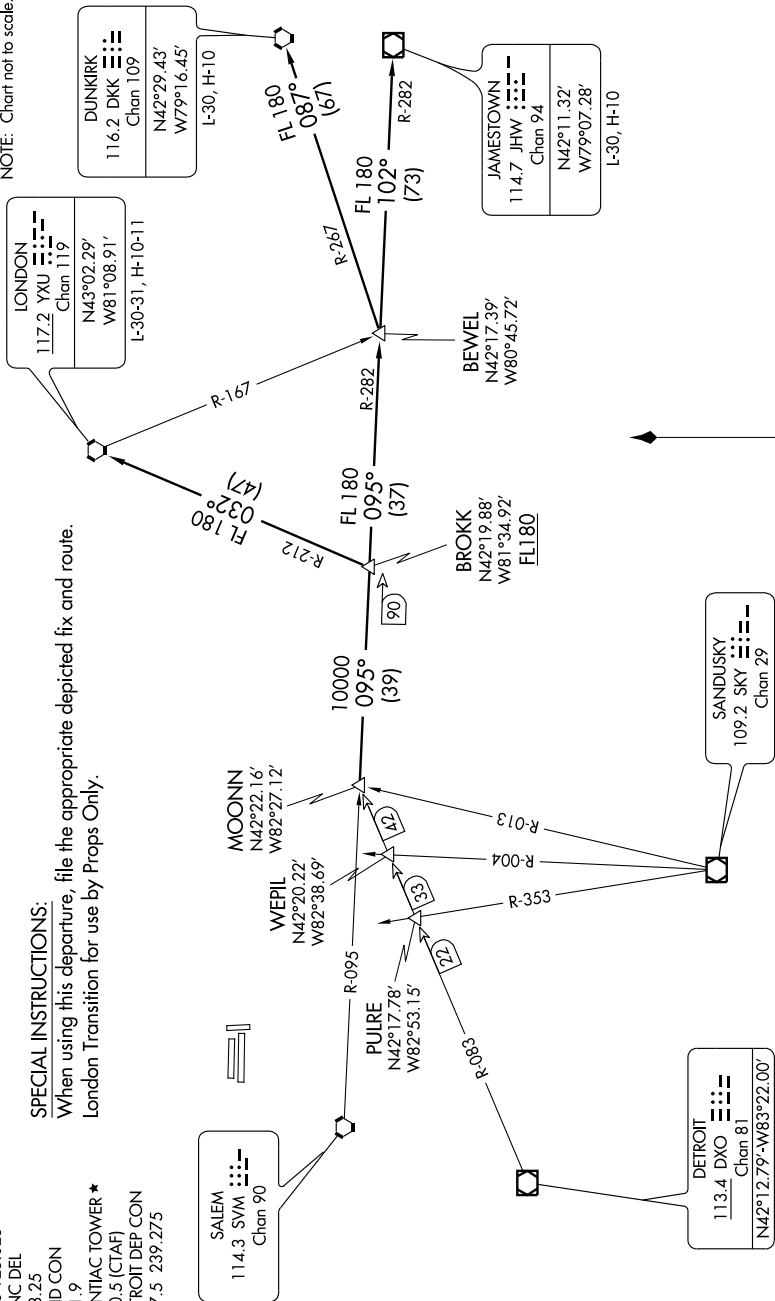 NOTE: Chart not to scale.
NC DEL
3.25
ND CON
1.9
NTIAC TOWER ★
0.5 (CTAF)
TROIT DEP CON
7.5 239.275
SPECIAL INSTRUCTIONS:
When using this departure, file the appropriate depicted fix and route.
London Transition for use by Props Only.
LONDON
117.2 YXU
Chan 119
N43°02.29'
W81°08.91'
L-30-31, H-10-11
DUNKIRK
116.2 DKK
Chan 109
N42°29.43'
W79°16.45'
L-30, H-10
JAMESTOWN
114.7 JHW
Chan 94
N42°11.32'
W79°07.28'
L-30, H-10
SALEM
114.3 SVM
Chan 90
R-095
MOONN
N42°22.16'
W82°27.12'
WEPIL
N42°20.22'
W82°38.69'
PULRE
N42°17.78'
W82°53.15'
R-083
22
33
42
10000
095°
(39)
90
BROKK
N42°19.88'
W81°34.92'
FL180
R-212
FL 180
032°
(47)
R-167
FL 180
095°
(37)
R-282
BEWEL
N42°17.39'
W80°45.72'
R-267
FL 180
087°
(67)
FL 180
102°
(73)
R-282
R-353
R-004
R-013
SANDUSKY
109.2 SKY
Chan 29
DETROIT
113.4 DXO
Chan 81
N42°12.79'-W83°22.00'